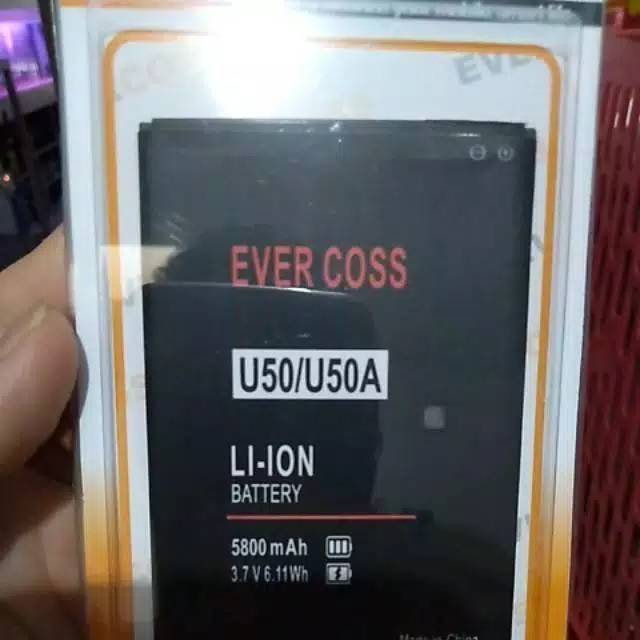 EVER COSS
U50/U50A
LI-ION
BATTERY
5800 mAh
3.7 V 6.11Wh